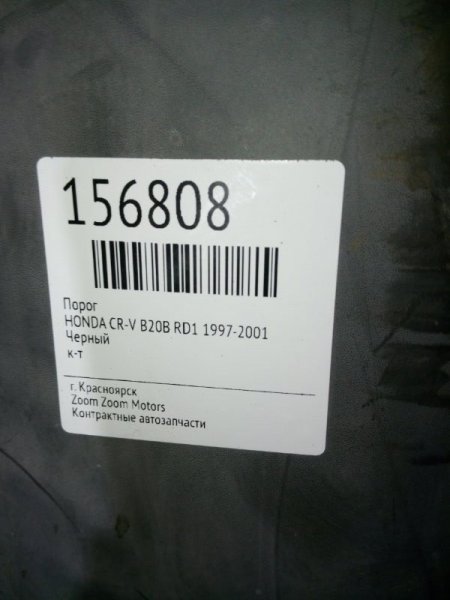 156808
Порог
HONDA CR-V B20B RD1 1997-2001
Черный
к-т
г. Красноярск
Zoom Zoom Motors
Контрактные автозапчасти